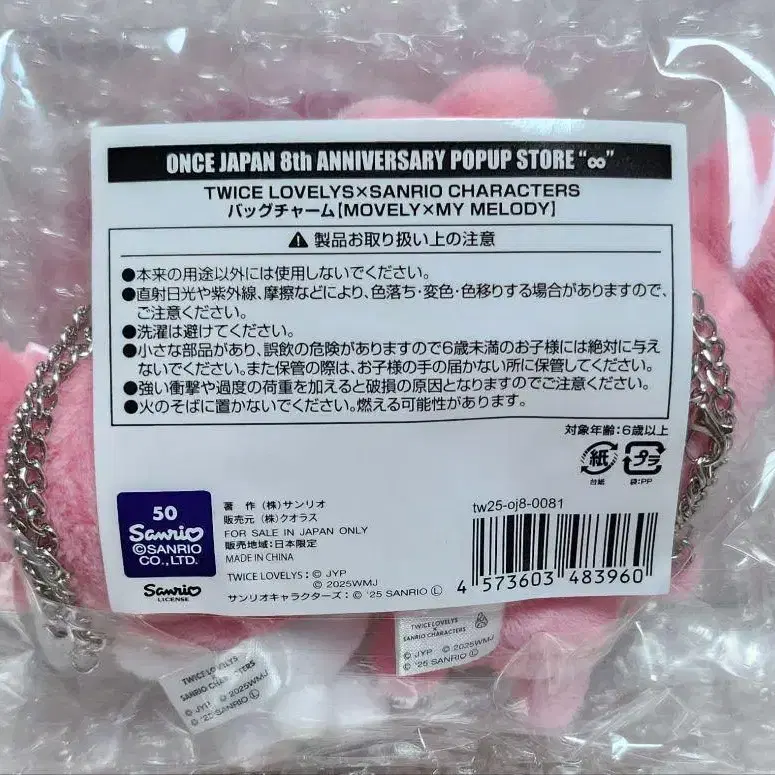 ONCE JAPAN 8th ANNIVERSARY POPUP STORE "∞"
TWICE LOVELYS×SANRIO CHARACTERS
バッグチャーム【MOVELY×MY MELODY】
製品お取り扱い上の注意
●本来の用途以外には使用しないでください。
●直射日光や紫外線、摩擦などにより、色落ち・変色・色移りする場合がありますので、
ご注意ください。
●洗濯は避けてください。
●小さな部品があり、誤飲の危険がありますので6歳未満のお子様には絶対に与え
ないでください。また保管の際は、お子様の手の届かない所に保管してください。
●強い衝撃や過度の荷重を加えると破損の原因となりますのでご注意ください。
●火のそばに置かないでください。燃える可能性があります。
対象年齢:6歳以上
紙 プラ
台紙 袋:PP
50
Sanrio
©SANRIO
CO.,LTD.
Sanrio
LICENSE
著 作 (株)サンリオ
販売元 (株)クオラス
FOR SALE IN JAPAN ONLY
販売地域:日本限定
MADE IN CHINA
TWICE LOVELYS:© JYP
© 2025WMJ
サンリオキャラクターズ:© '25 SANRIO Ⓛ
tw25-oj8-0081
4 573603 483960
TWICE LOVELYS
×
SANRIO CHARACTERS
© JYP © 2025WMJ
© '25 SANRIO Ⓛ
TWICE LOVELYS
×
SANRIO CHARACTERS
© JYP © 2025WMJ
© '25 SANRIO Ⓛ